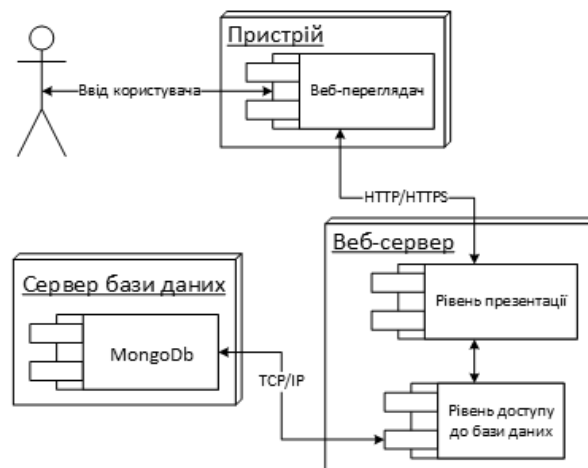 Пристрій
Веб-переглядач
Ввід користувача
HTTP/HTTPS
Веб-сервер
Рівень презентації
Сервер бази даних
MongoDb
TCP/IP
Рівень доступу
до бази даних